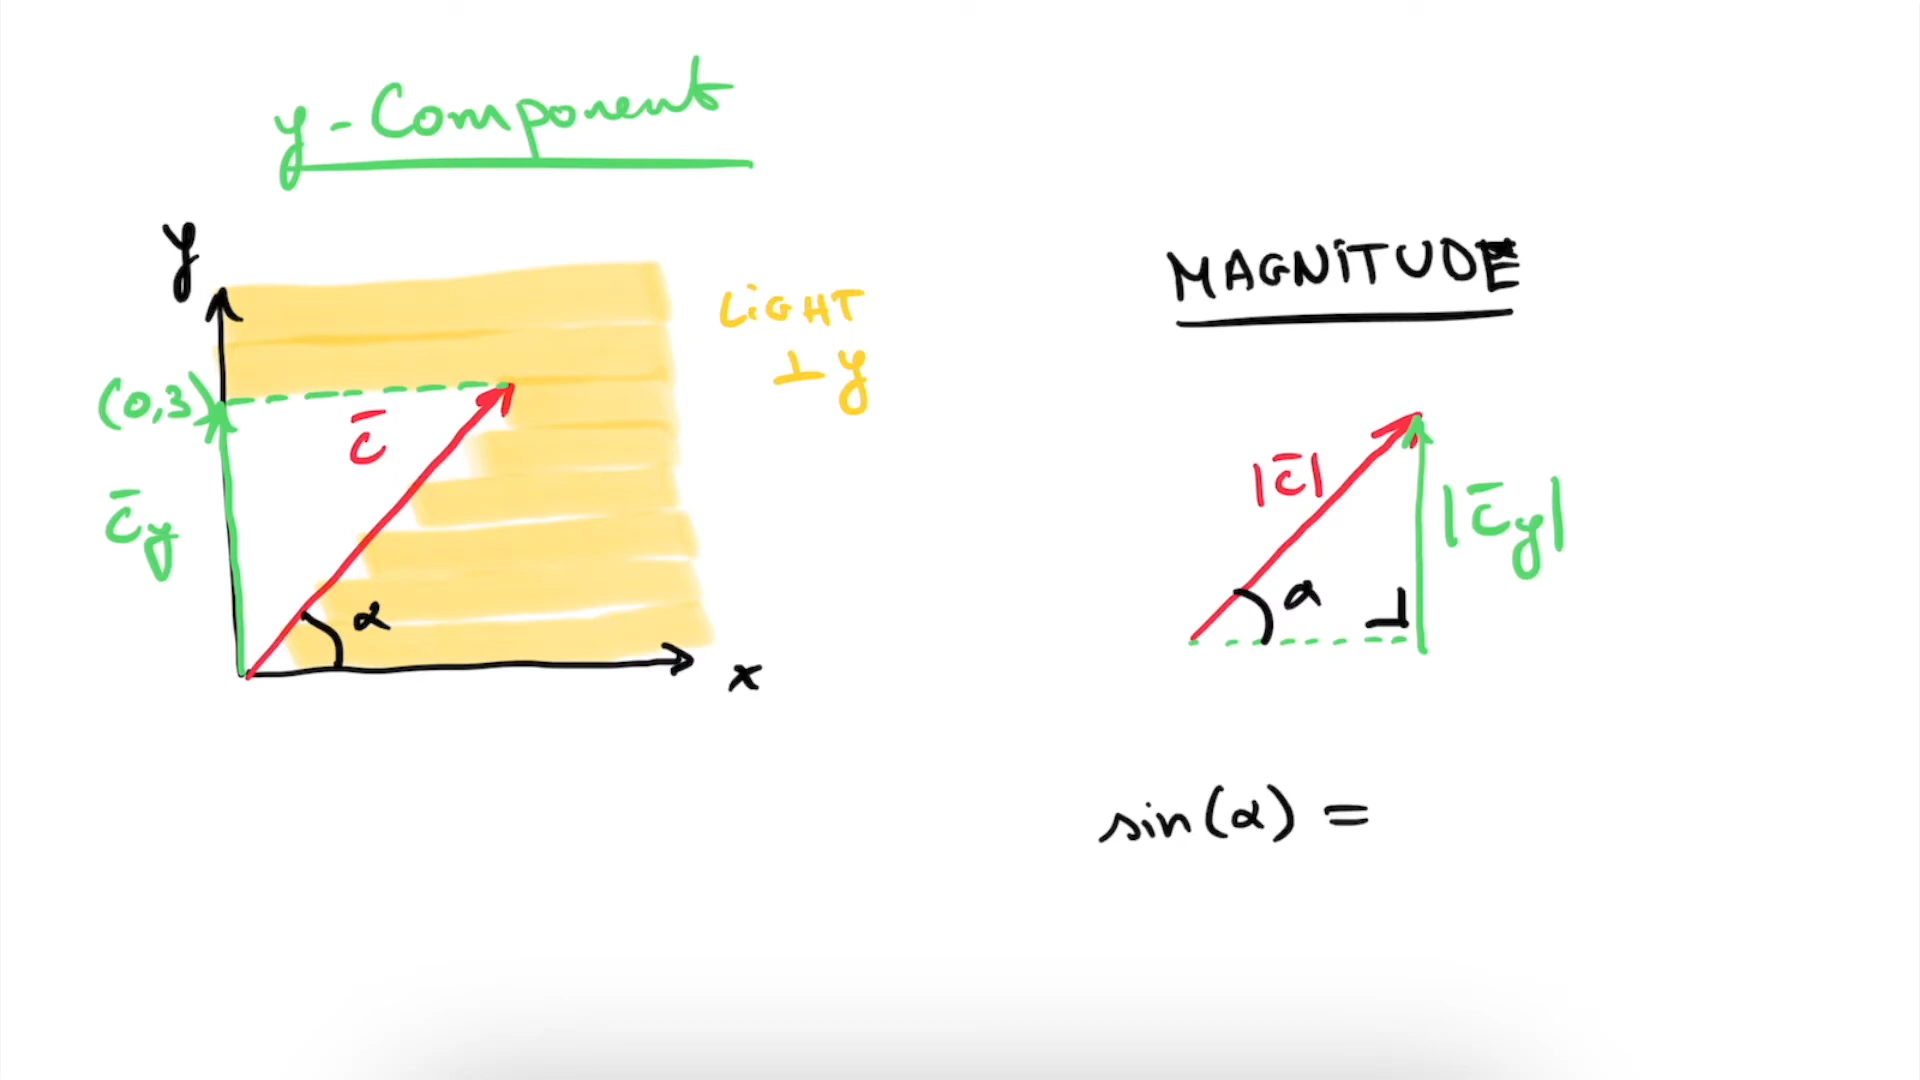 y-Component
y
LiGHT
⊥ y
(0,3)
c̄
c̄y
α
x
MAGNiTUDE
|c̄|
|c̄y|
α
sin(α) =